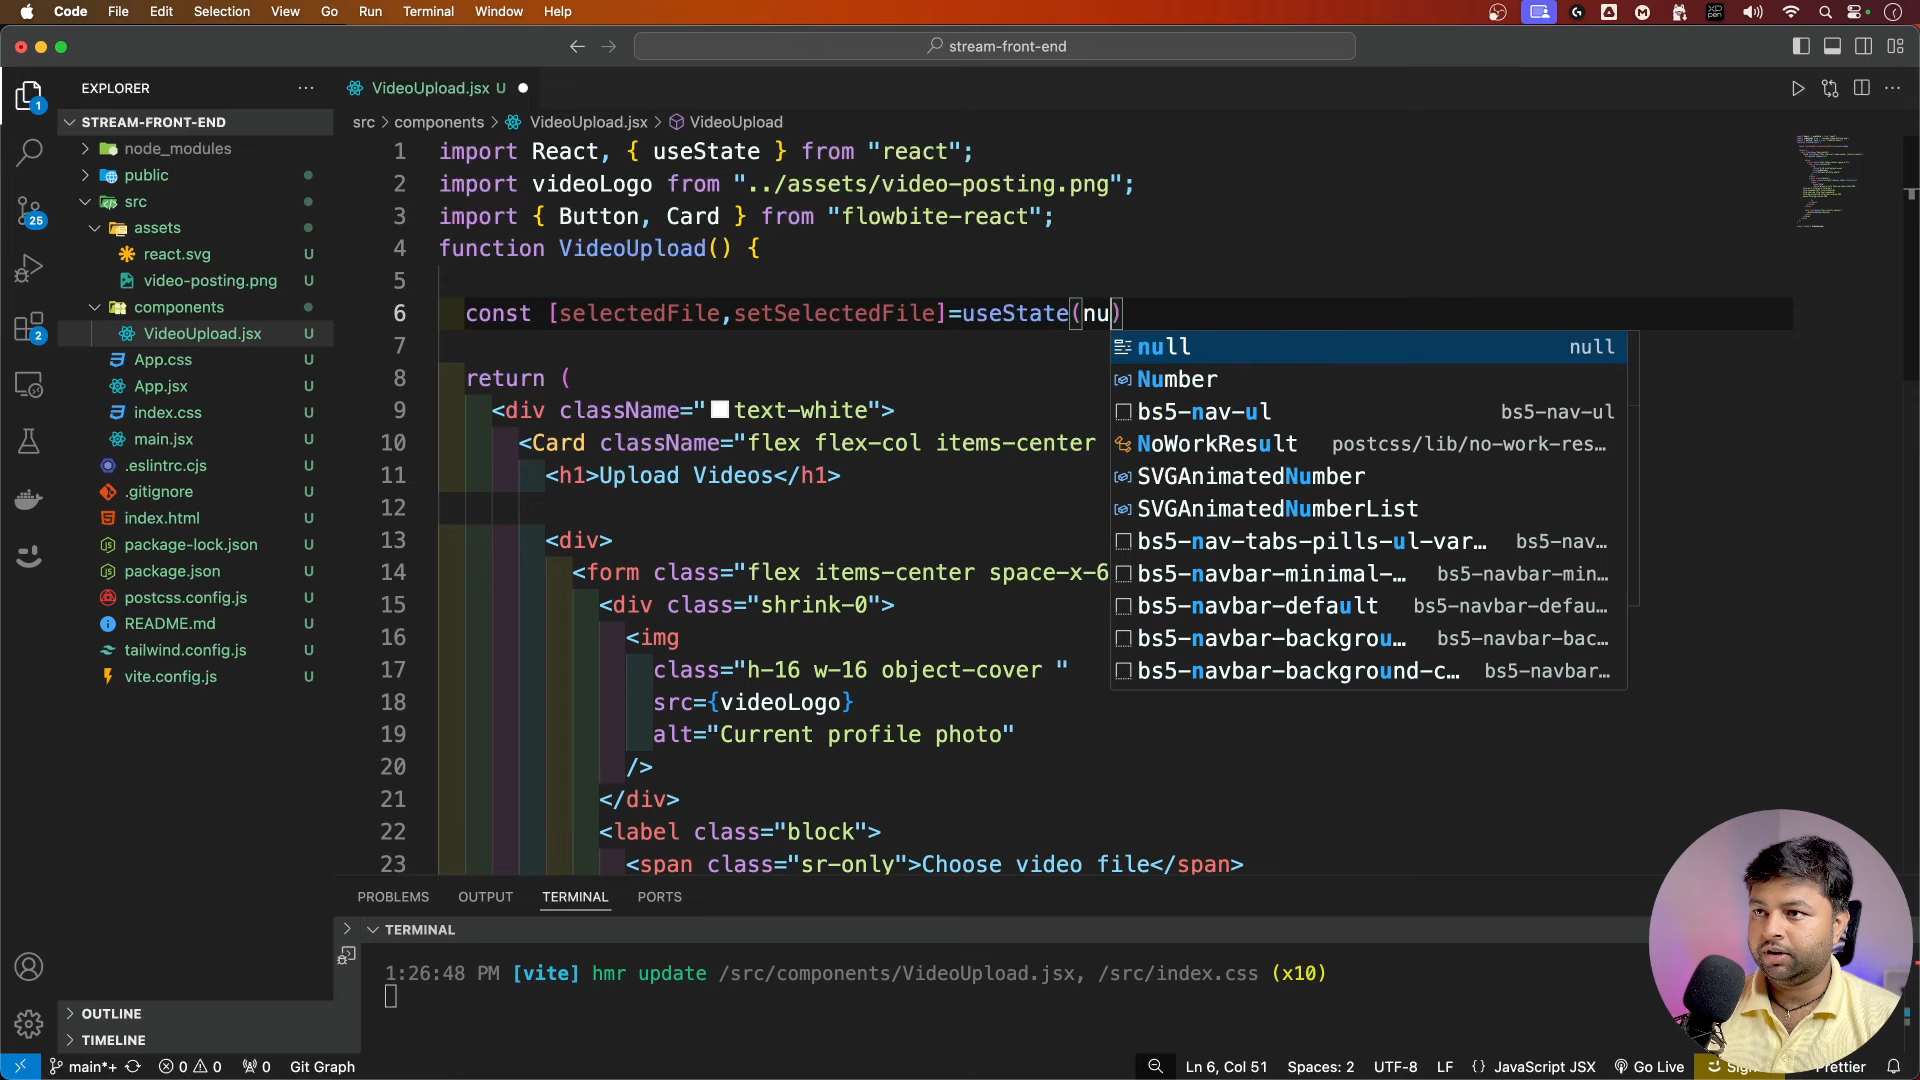 Code File Edit Selection View Go Run Terminal Window Help
stream-front-end
EXPLORER
VideoUpload.jsx U
STREAM-FRONT-END
src > components > VideoUpload.jsx > VideoUpload
node_modules
public
src
assets
react.svg U
video-posting.png U
components
VideoUpload.jsx U
App.css U
App.jsx U
index.css U
main.jsx U
.eslintrc.cjs U
.gitignore U
index.html U
package-lock.json U
package.json U
postcss.config.js U
README.md U
tailwind.config.js U
vite.config.js U
OUTLINE
TIMELINE
1
25
2
1 import React, { useState } from "react";
2 import videoLogo from "../assets/video-posting.png";
3 import { Button, Card } from "flowbite-react";
4 function VideoUpload() {
5
6 const [selectedFile,setSelectedFile]=useState(nu)
7
8 return (
9 <div className="text-white">
10 <Card className="flex flex-col items-center
11 <h1>Upload Videos</h1>
12
13 <div>
14 <form class="flex items-center space-x-6
15 <div class="shrink-0">
16 <img
17 class="h-16 w-16 object-cover "
18 src={videoLogo}
19 alt="Current profile photo"
20 />
21 </div>
22 <label class="block">
23 <span class="sr-only">Choose video file</span>
null null
Number
bs5-nav-ul bs5-nav-ul
NoWorkResult postcss/lib/no-work-res…
SVGAnimatedNumber
SVGAnimatedNumberList
bs5-nav-tabs-pills-ul-var… bs5-nav…
bs5-navbar-minimal-… bs5-navbar-min…
bs5-navbar-default bs5-navbar-defau…
bs5-navbar-backgrou… bs5-navbar-bac…
bs5-navbar-background-c… bs5-navbar…
PROBLEMS OUTPUT TERMINAL PORTS
TERMINAL
1:26:48 PM [vite] hmr update /src/components/VideoUpload.jsx, /src/index.css (x10)
main*+ 0 0 0 Git Graph Ln 6, Col 51 Spaces: 2 UTF-8 LF {} JavaScript JSX Go Live Prettier